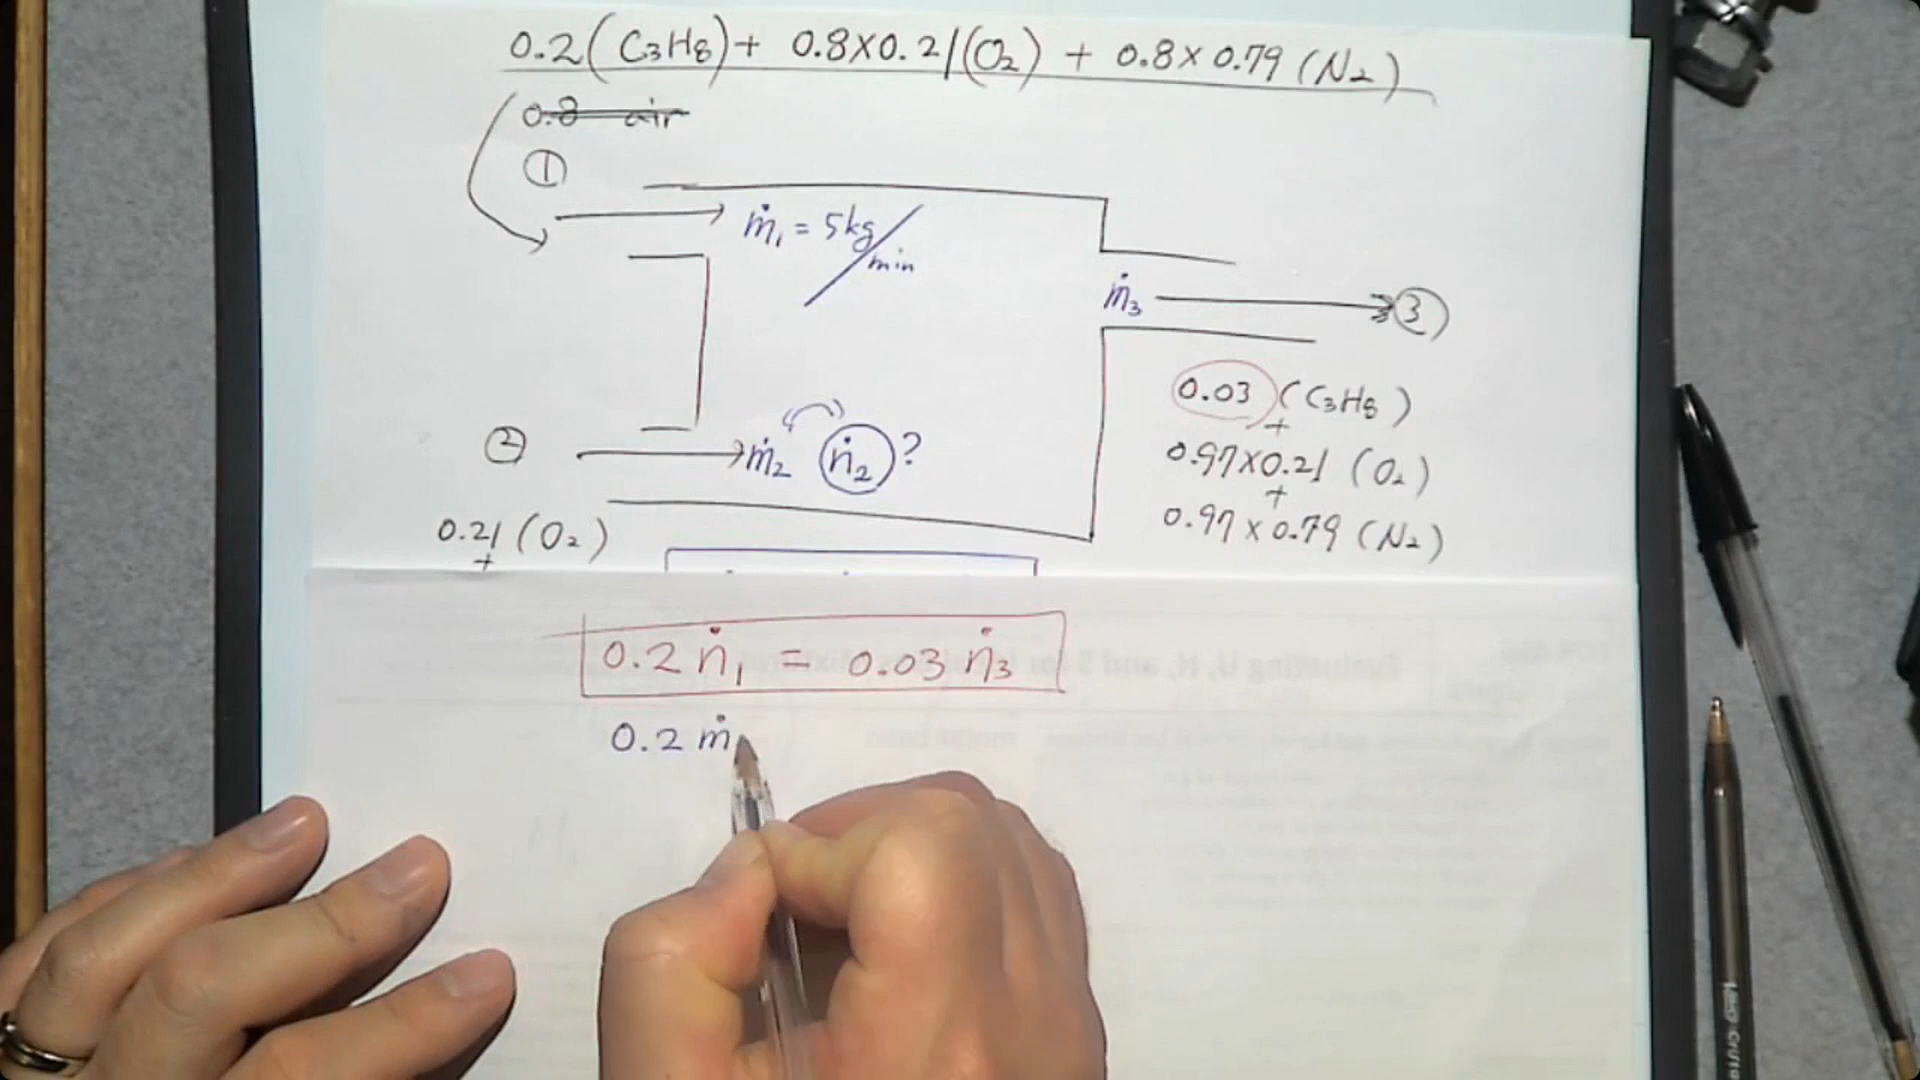 0.2(C₃H₈)+ 0.8×0.21(O₂) + 0.8×0.79 (N₂)
0.8 air
①
ṁ₁ = 5kg/min
ṁ₃
③
0.03 (C₃H₈)
+
0.97×0.21 (O₂)
+
0.97×0.79 (N₂)
②
ṁ₂ ṅ₂ ?
0.21 (O₂)
+
0.2 ṅ₁ = 0.03 ṅ₃
0.2 ṁ